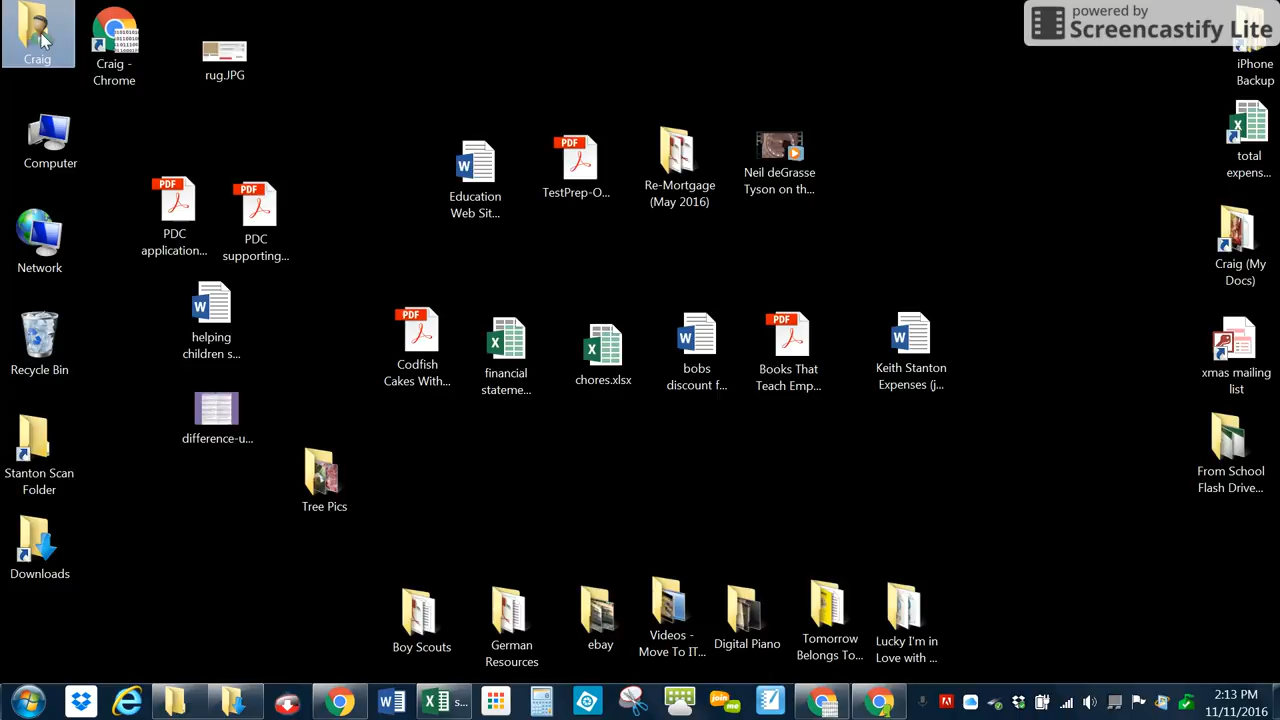 powered by
Screencastify Lite
Craig
Craig -
Chrome
rug.JPG
iPhone
Backup
Computer
PDF
PDC
application...
PDF
PDC
supporting...
W
Education
Web Sit...
PDF
TestPrep-O...
Re-Mortgage
(May 2016)
Neil deGrasse
Tyson on th...
X
total
expens...
Network
Craig (My
Docs)
W
helping
children s...
Recycle Bin
PDF
Codfish
Cakes With...
X
financial
stateme...
X
chores.xlsx
W
bobs
discount f...
PDF
Books That
Teach Emp...
W
Keith Stanton
Expenses (j...
xmas mailing
list
difference-u...
Stanton Scan
Folder
Tree Pics
From School
Flash Drive...
Downloads
Boy Scouts
German
Resources
ebay
Videos -
Move To IT...
Digital Piano
Tomorrow
Belongs To...
Lucky I'm in
Love with ...
W
X
s...
join
me
2:13 PM
11/11/2016